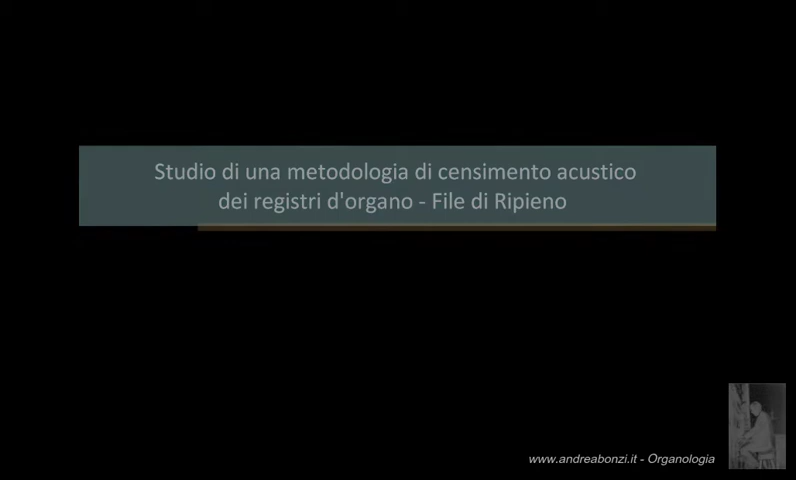 Studio di una metodologia di censimento acustico
dei registri d'organo - File di Ripieno
www.andreabonzi.it - Organologia